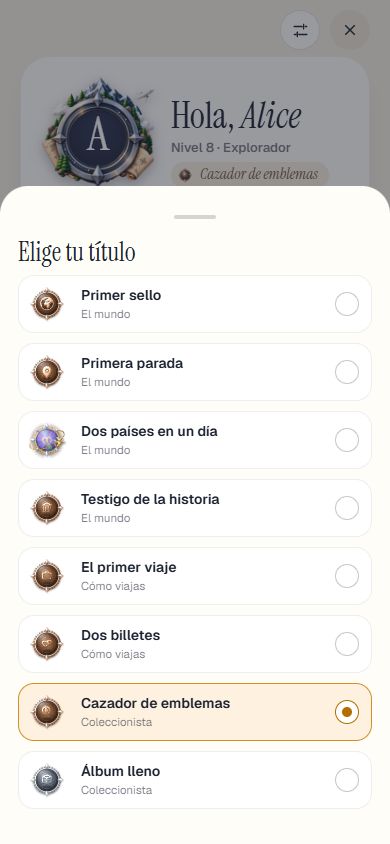 A
Hola, Alice
Nivel 8 · Explorador
Cazador de emblemas
Elige tu título
Primer sello
El mundo
Primera parada
El mundo
Dos países en un día
El mundo
Testigo de la historia
El mundo
El primer viaje
Cómo viajas
Dos billetes
Cómo viajas
Cazador de emblemas
Coleccionista
Álbum lleno
Coleccionista